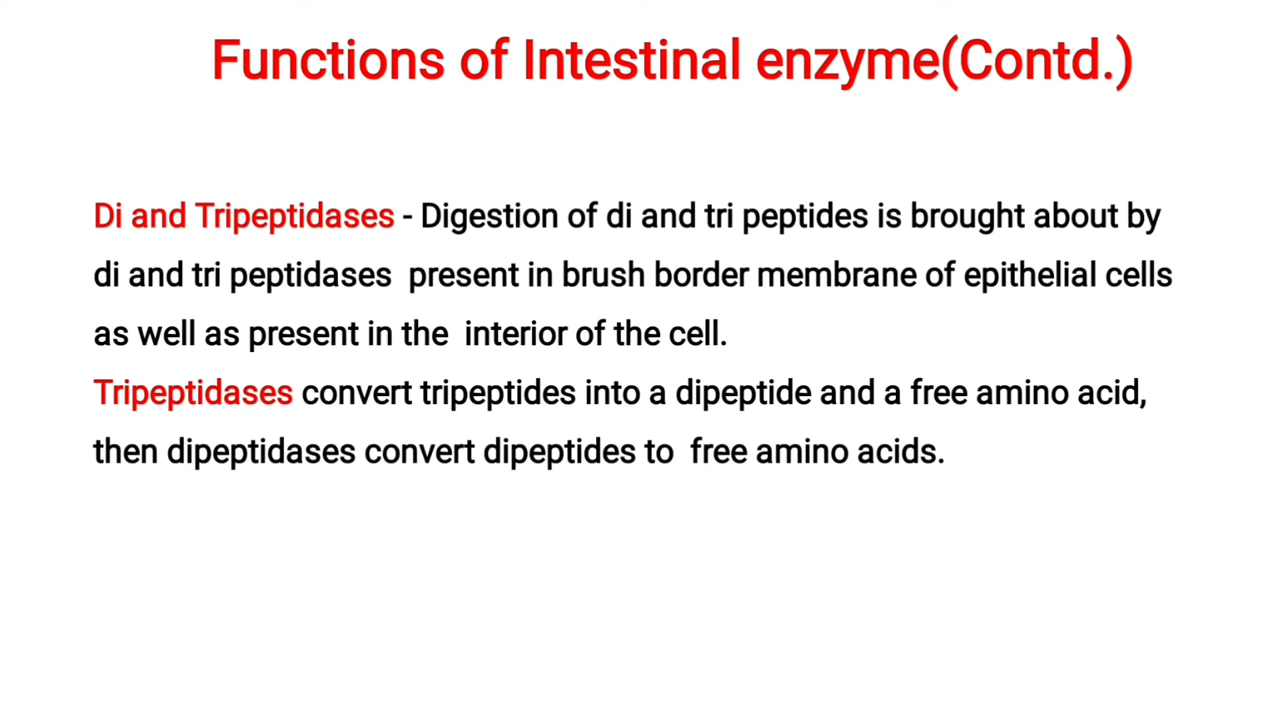 Functions of Intestinal enzyme(Contd.)
Di and Tripeptidases - Digestion of di and tri peptides is brought about by
di and tri peptidases  present in brush border membrane of epithelial cells
as well as present in the  interior of the cell.
Tripeptidases convert tripeptides into a dipeptide and a free amino acid,
then dipeptidases convert dipeptides to  free amino acids.